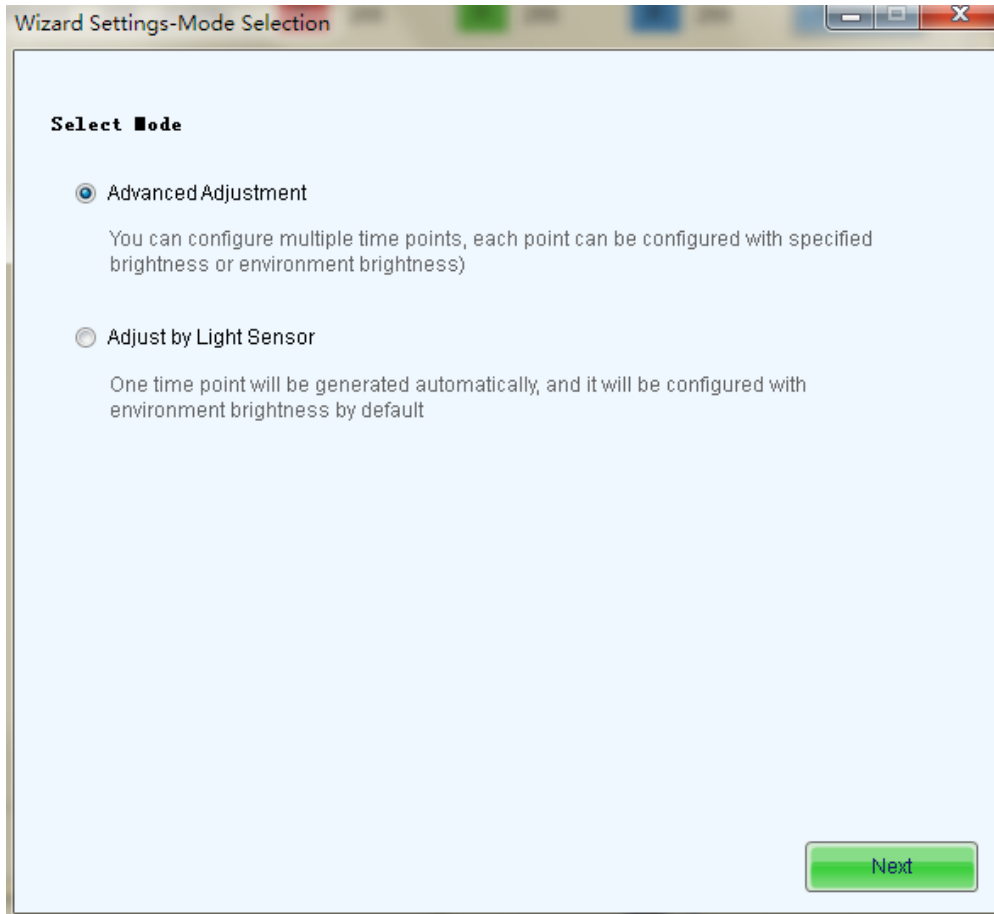 Wizard Settings-Mode Selection
Select Mode
Advanced Adjustment
You can configure multiple time points, each point can be configured with specified
brightness or environment brightness)
Adjust by Light Sensor
One time point will be generated automatically, and it will be configured with
environment brightness by default
Next